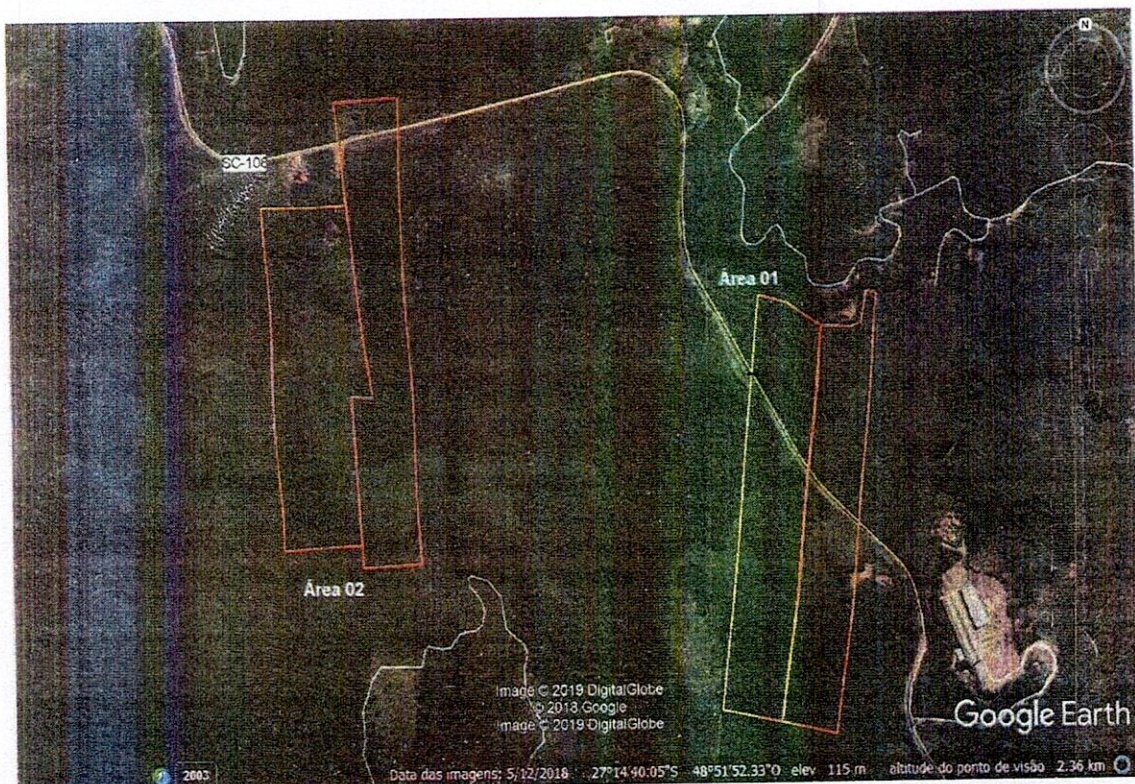 N
SC-108
Área 01
Área 02
Image © 2019 DigitalGlobe
© 2018 Google
Image © 2019 DigitalGlobe
Google Earth
2003
Data das imagens: 5/12/2018 27°14'40.05"S 48°51'52.33"O elev 115 m altitude do ponto de visão 2.36 km